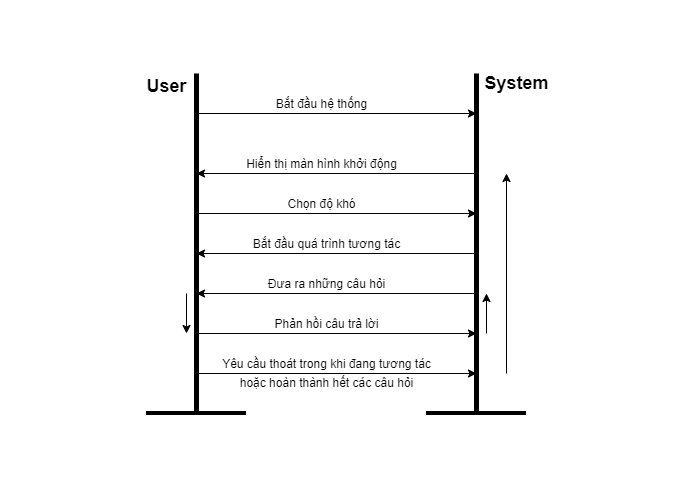 User
System
Bắt đầu hệ thống
Hiển thị màn hình khởi động
Chọn độ khó
Bắt đầu quá trình tương tác
Đưa ra những câu hỏi
Phản hồi câu trả lời
Yêu cầu thoát trong khi đang tương tác
hoặc hoàn thành hết các câu hỏi